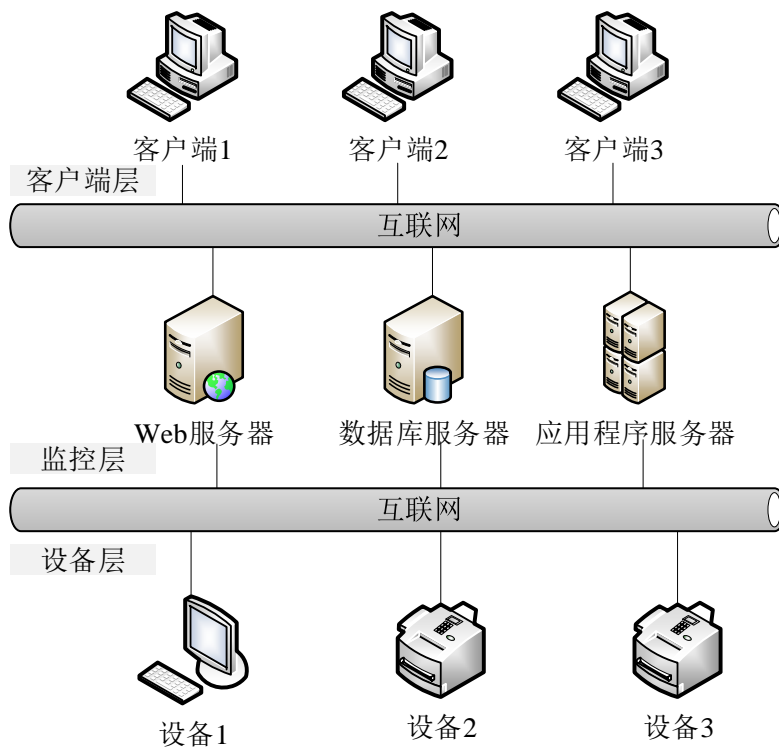 客户端1
客户端2
客户端3
客户端层
互联网
Web服务器
数据库服务器
应用程序服务器
监控层
互联网
设备层
设备1
设备2
设备3